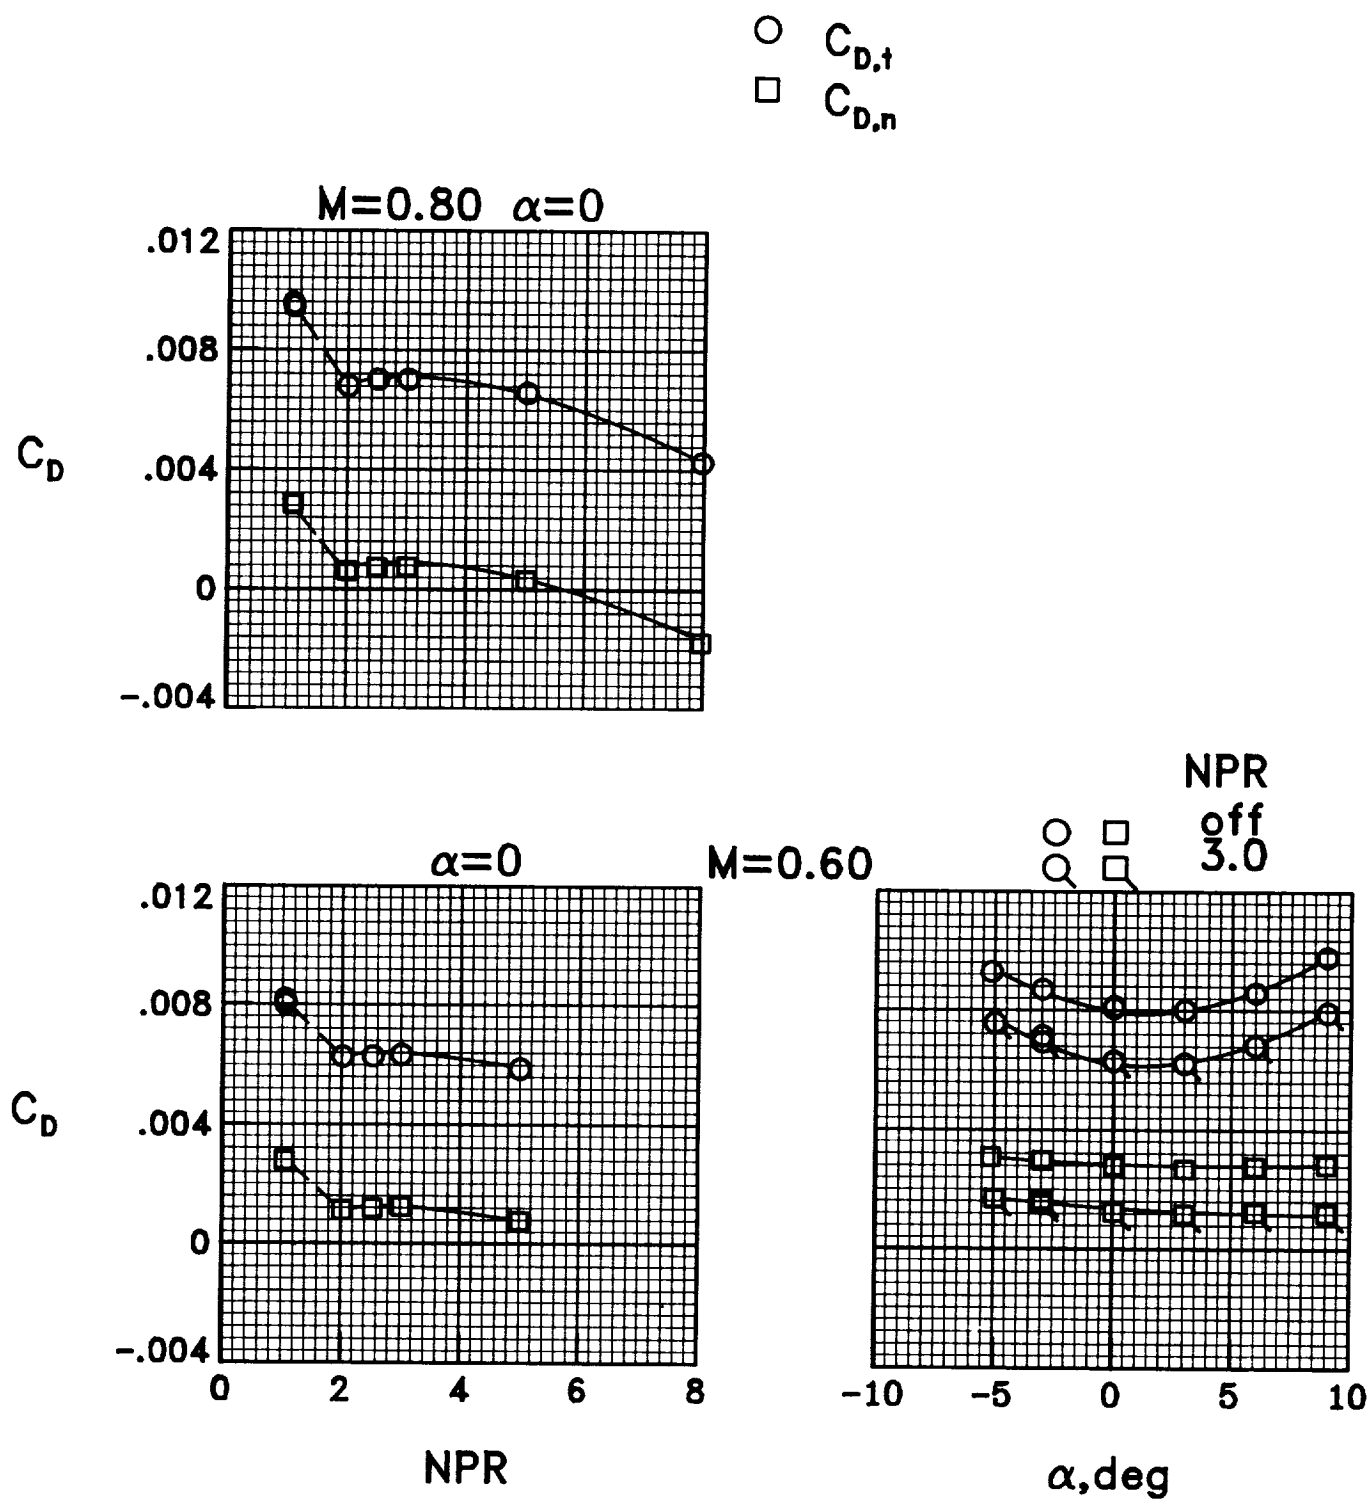 C_D,t
C_D,n
M=0.80 α=0
.012
.008
.004
0
-.004
C_D
NPR
off
3.0
α=0
M=0.60
.012
.008
.004
0
-.004
C_D
0 2 4 6 8
NPR
-10 -5 0 5 10
α,deg